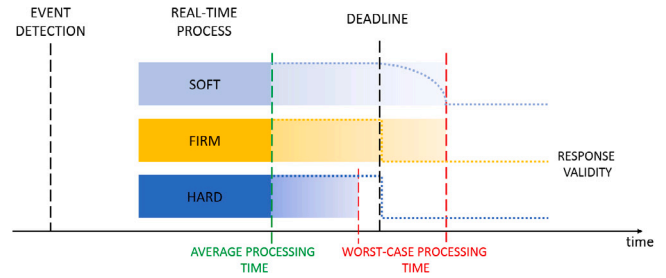 EVENT
DETECTION
REAL-TIME
PROCESS
DEADLINE
SOFT
FIRM
HARD
RESPONSE
VALIDITY
time
AVERAGE PROCESSING
TIME
WORST-CASE PROCESSING
TIME